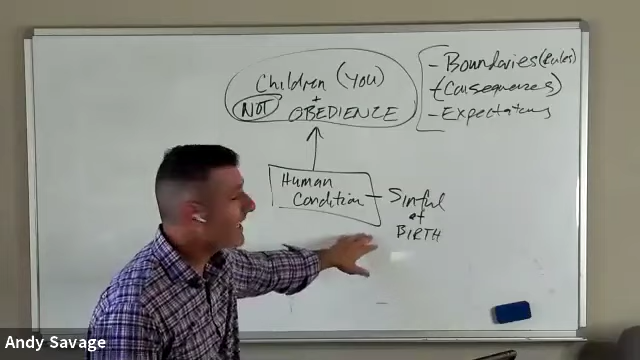 Children (YOU)
+
NOT OBEDIENCE
- Boundaries (Rules)
- (Consequences)
- Expectations
Human
Condition - Sinful
at
BIRTH
Andy Savage